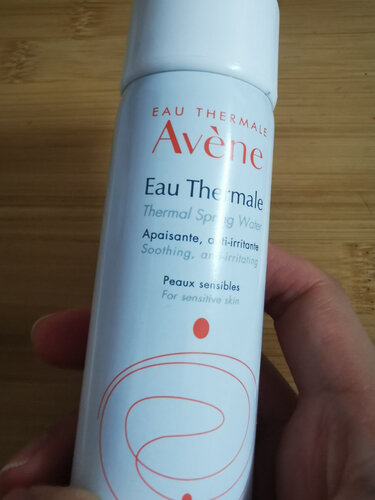 EAU THERMALE
Avène
Eau Thermale
Thermal Spring Water
Apaisante, anti-irritante
Soothing, anti-irritating
Peaux sensibles
For sensitive skin